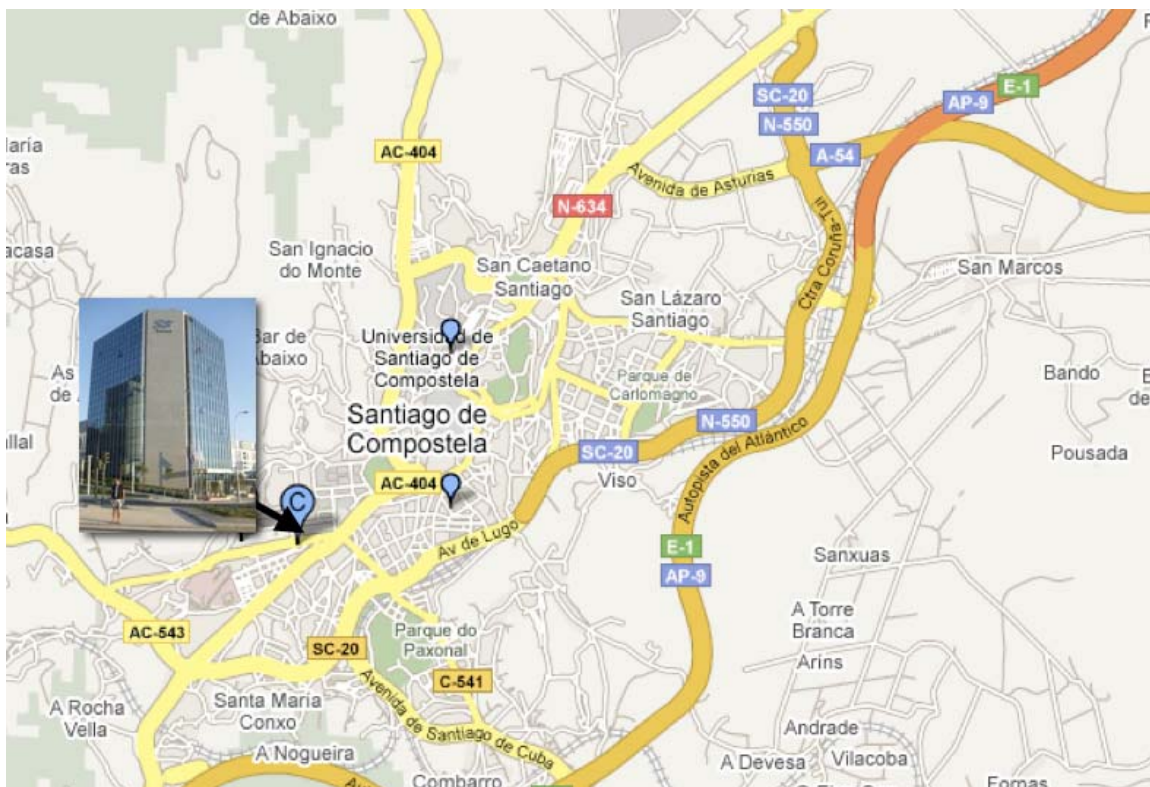 de Abaixo
E-1
AP-9
SC-20
N-550
María
AC-404
A-54
Avenida de Asturias
N-634
Ctra Coruña-Tui
San Ignacio
do Monte
San Caetano
Santiago
San Marcos
San Lázaro
Santiago
Universidad de
Santiago de
Compostela
Bar de
Abaixo
As
de
Parque de
Carlomagno
Bando
Santiago de
Compostela
N-550
SC-20
Viso
Autopista del Atlántico
Pousada
AC-404
C
Av de Lugo
E-1
AP-9
Sanxuas
AC-543
A Torre
Branca
Parque do
Paxonal
SC-20
Arins
C-541
Avenida de Santiago de Cuba
A Rocha
Vella
Santa Maria
Conxo
Andrade
A Nogueira
A Devesa
Vilacoba
Combarro
Fornas